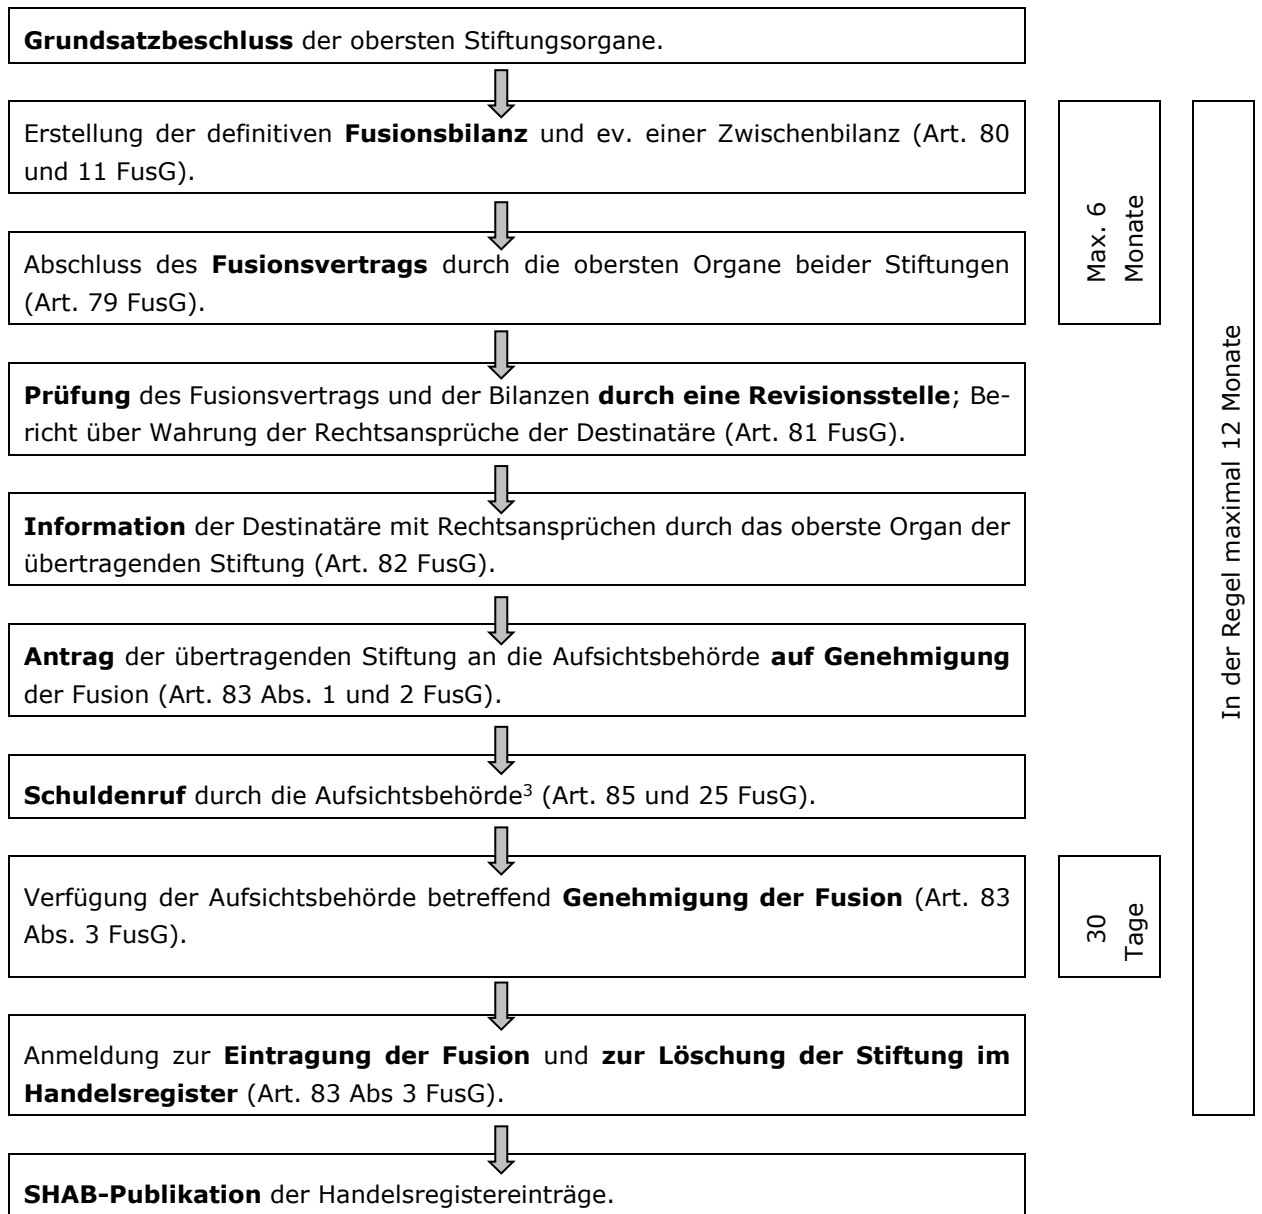 Grundsatzbeschluss der obersten Stiftungsorgane.
Erstellung der definitiven Fusionsbilanz und ev. einer Zwischenbilanz (Art. 80
und 11 FusG).
Abschluss des Fusionsvertrags durch die obersten Organe beider Stiftungen
(Art. 79 FusG).
Max. 6
Monate
Prüfung des Fusionsvertrags und der Bilanzen durch eine Revisionsstelle; Be-
richt über Wahrung der Rechtsansprüche der Destinatäre (Art. 81 FusG).
Information der Destinatäre mit Rechtsansprüchen durch das oberste Organ der
übertragenden Stiftung (Art. 82 FusG).
Antrag der übertragenden Stiftung an die Aufsichtsbehörde auf Genehmigung
der Fusion (Art. 83 Abs. 1 und 2 FusG).
Schuldenruf durch die Aufsichtsbehörde³ (Art. 85 und 25 FusG).
Verfügung der Aufsichtsbehörde betreffend Genehmigung der Fusion (Art. 83
Abs. 3 FusG).
30
Tage
Anmeldung zur Eintragung der Fusion und zur Löschung der Stiftung im
Handelsregister (Art. 83 Abs 3 FusG).
In der Regel maximal 12 Monate
SHAB-Publikation der Handelsregistereinträge.